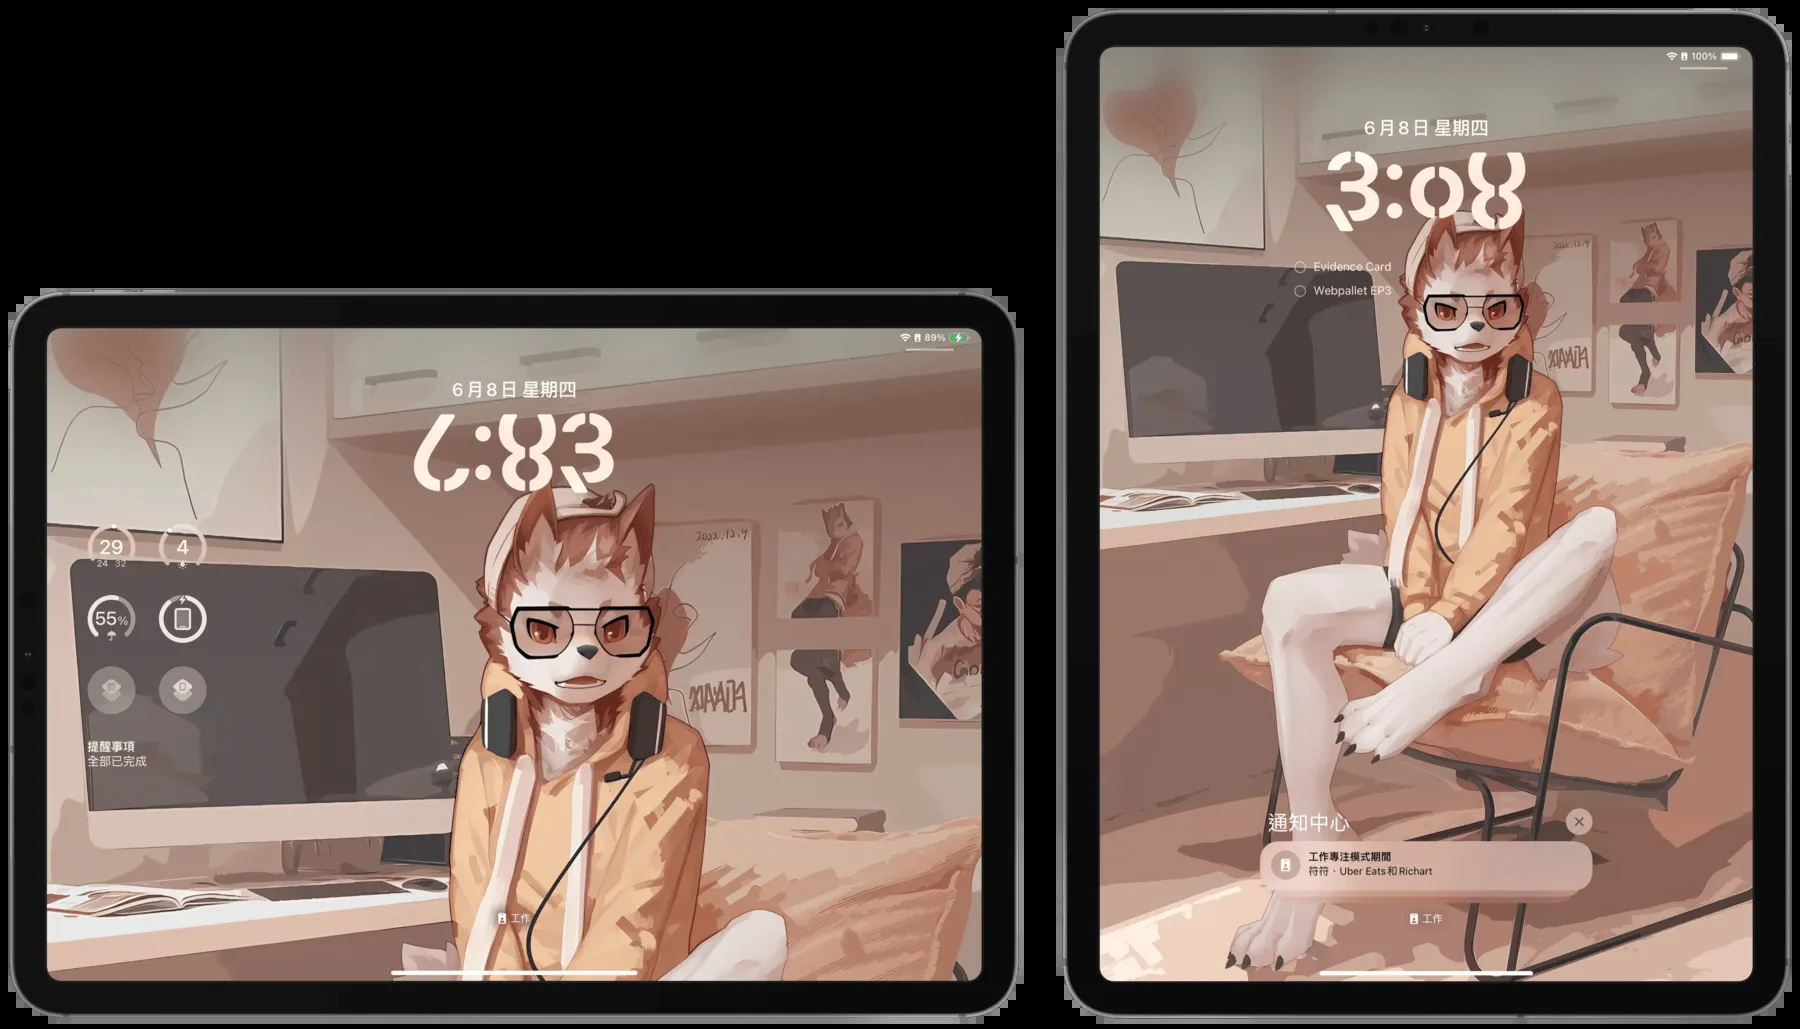 89%
6月8日 星期四
29
24 32
4
55%
提醒事項
全部已完成
工作
100%
6月8日 星期四
3:08
Evidence Card
Webpallet EP3
通知中心
工作專注模式期間
符符、Uber Eats和Richart
工作